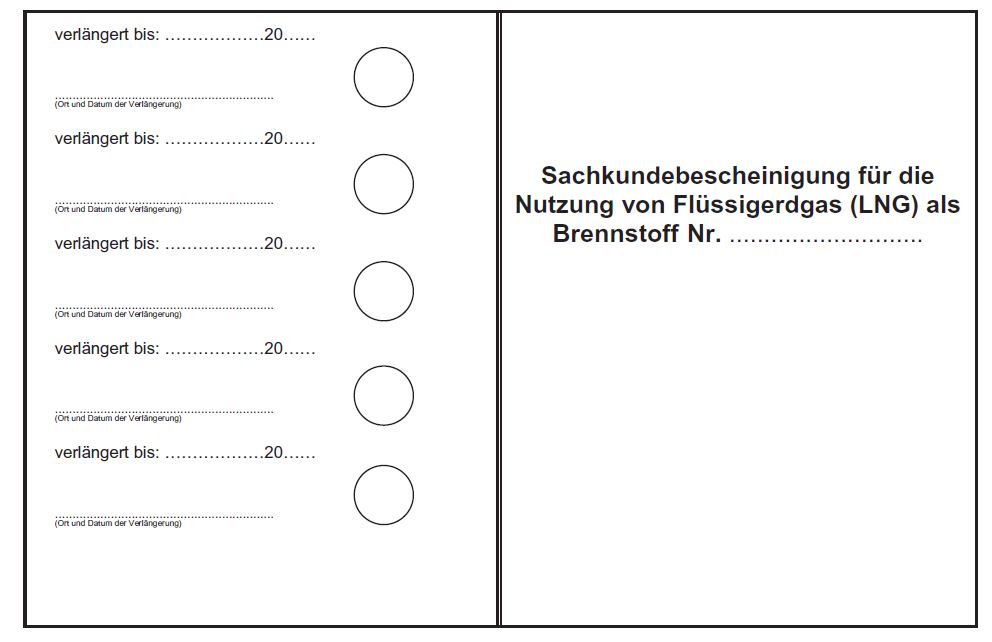 verlängert bis: ………………20……
...............................................................
(Ort und Datum der Verlängerung)
verlängert bis: ………………20……
...............................................................
(Ort und Datum der Verlängerung)
verlängert bis: ………………20……
...............................................................
(Ort und Datum der Verlängerung)
verlängert bis: ………………20……
...............................................................
(Ort und Datum der Verlängerung)
verlängert bis: ………………20……
...............................................................
(Ort und Datum der Verlängerung)
Sachkundebescheinigung für die
Nutzung von Flüssigerdgas (LNG) als
Brennstoff Nr. ……………………….